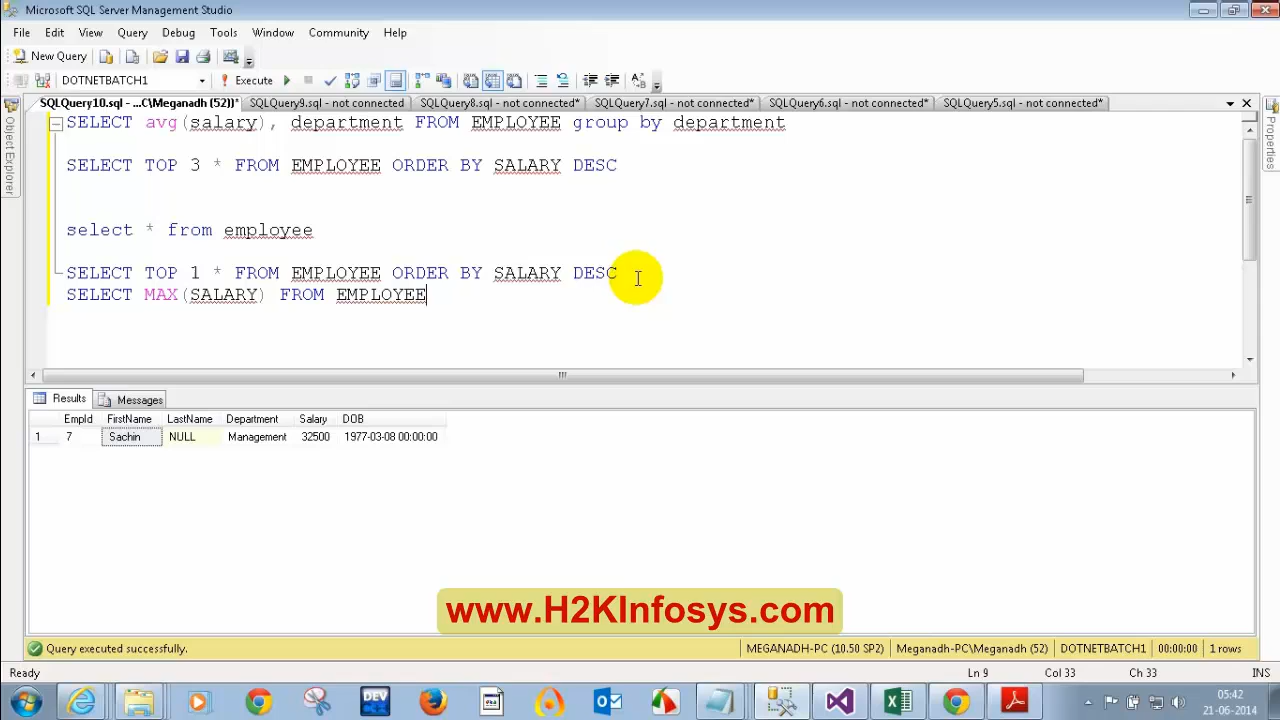 Microsoft SQL Server Management Studio
File Edit View Query Debug Tools Window Community Help
New Query
DOTNETBATCH1 Execute
SQLQuery10.sql - ...C\Meganadh (52))* SQLQuery9.sql - not connected SQLQuery8.sql - not connected* SQLQuery7.sql - not connected* SQLQuery6.sql - not connected* SQLQuery5.sql - not connected*
Object Explorer
Properties
SELECT avg(salary), department FROM EMPLOYEE group by department
SELECT TOP 3 * FROM EMPLOYEE ORDER BY SALARY DESC
select * from employee
SELECT TOP 1 * FROM EMPLOYEE ORDER BY SALARY DESC
SELECT MAX(SALARY) FROM EMPLOYEE
Results Messages
EmpId FirstName LastName Department Salary DOB
1 7 Sachin NULL Management 32500 1977-03-08 00:00:00
www.H2KInfosys.com
Query executed successfully. MEGANADH-PC (10.50 SP2) Meganadh-PC\Meganadh (52) DOTNETBATCH1 00:00:00 1 rows
Ready Ln 9 Col 33 Ch 33 INS
DEV
05:42
21-06-2014